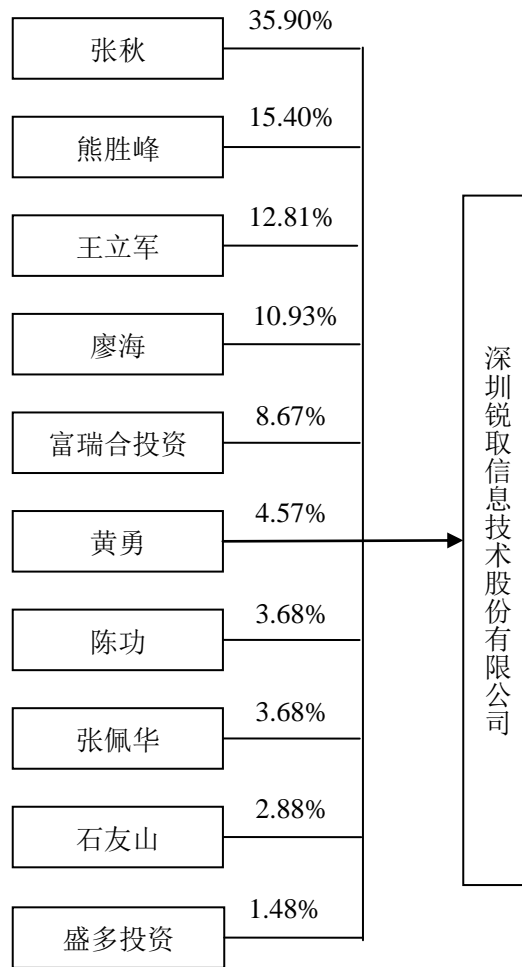 张秋
35.90%
熊胜峰
15.40%
王立军
12.81%
廖海
10.93%
富瑞合投资
8.67%
黄勇
4.57%
陈功
3.68%
张佩华
3.68%
石友山
2.88%
盛多投资
1.48%
深圳锐取信息技术股份有限公司